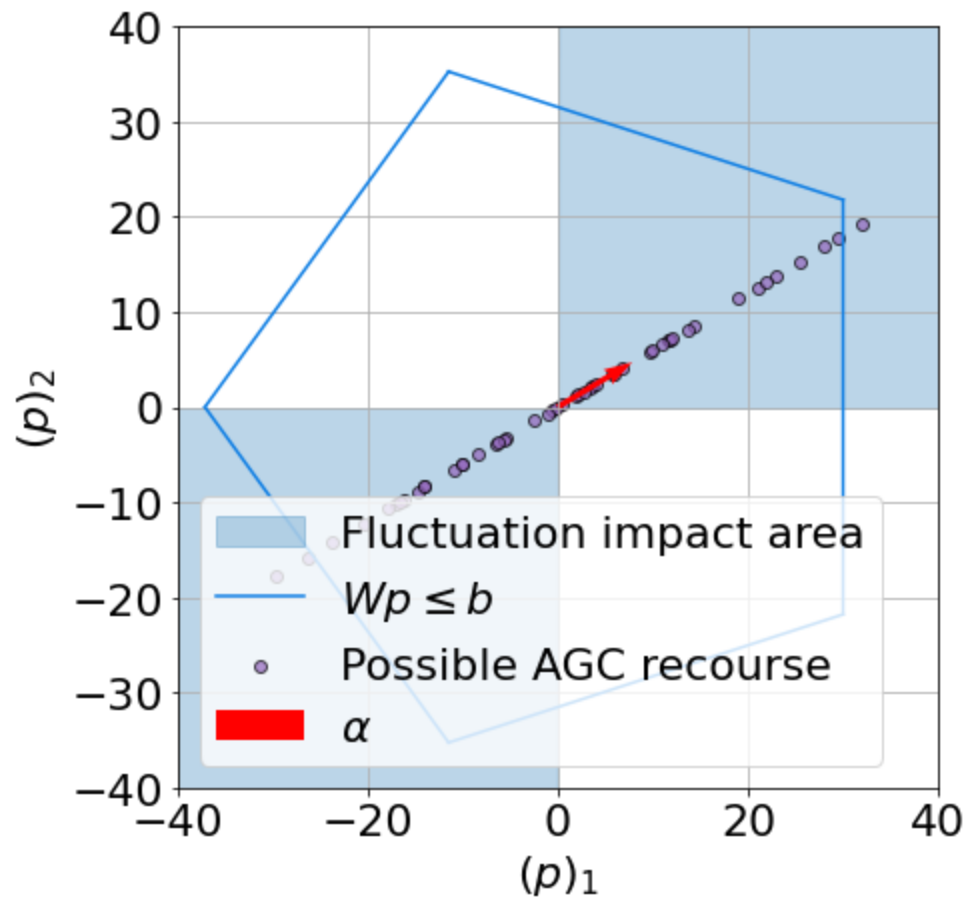 40
30
20
10
0
−10
−20
−30
−40
(p)₂
Fluctuation impact area
Wp ≤ b
Possible AGC recourse
α
−40 −20 0 20 40
(p)₁